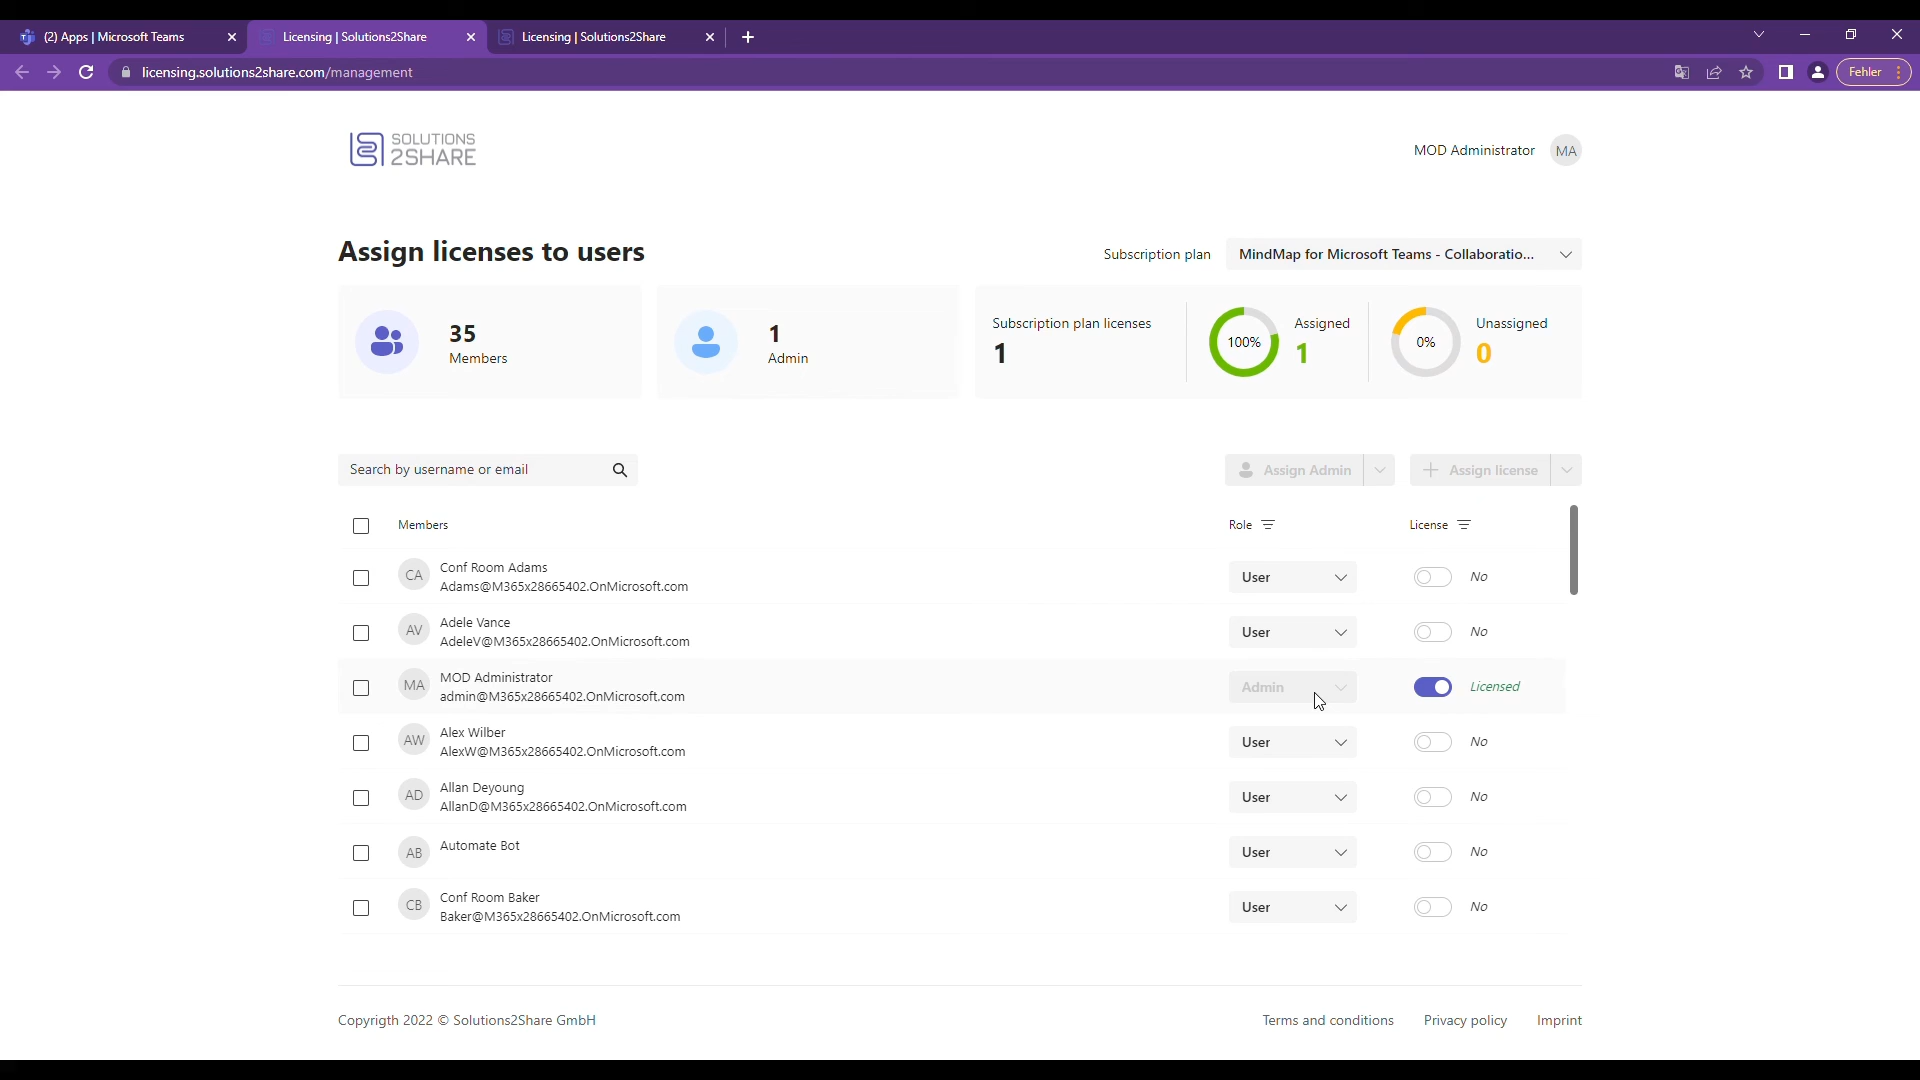 (2) Apps | Microsoft Teams
Licensing | Solutions2Share
Licensing | Solutions2Share
licensing.solutions2share.com/management
Fehler
SOLUTIONS
2SHARE
MOD Administrator MA
Assign licenses to users
Subscription plan
MindMap for Microsoft Teams - Collaboratio...
35
Members
1
Admin
Subscription plan licenses
1
100%
Assigned
1
0%
Unassigned
0
Search by username or email
Assign Admin
Assign license
Members
Role
License
CA
Conf Room Adams
Adams@M365x28665402.OnMicrosoft.com
User
No
AV
Adele Vance
AdeleV@M365x28665402.OnMicrosoft.com
User
No
MA
MOD Administrator
admin@M365x28665402.OnMicrosoft.com
Admin
Licensed
AW
Alex Wilber
AlexW@M365x28665402.OnMicrosoft.com
User
No
AD
Allan Deyoung
AllanD@M365x28665402.OnMicrosoft.com
User
No
AB
Automate Bot
User
No
CB
Conf Room Baker
Baker@M365x28665402.OnMicrosoft.com
User
No
Copyrigth 2022 © Solutions2Share GmbH
Terms and conditions
Privacy policy
Imprint